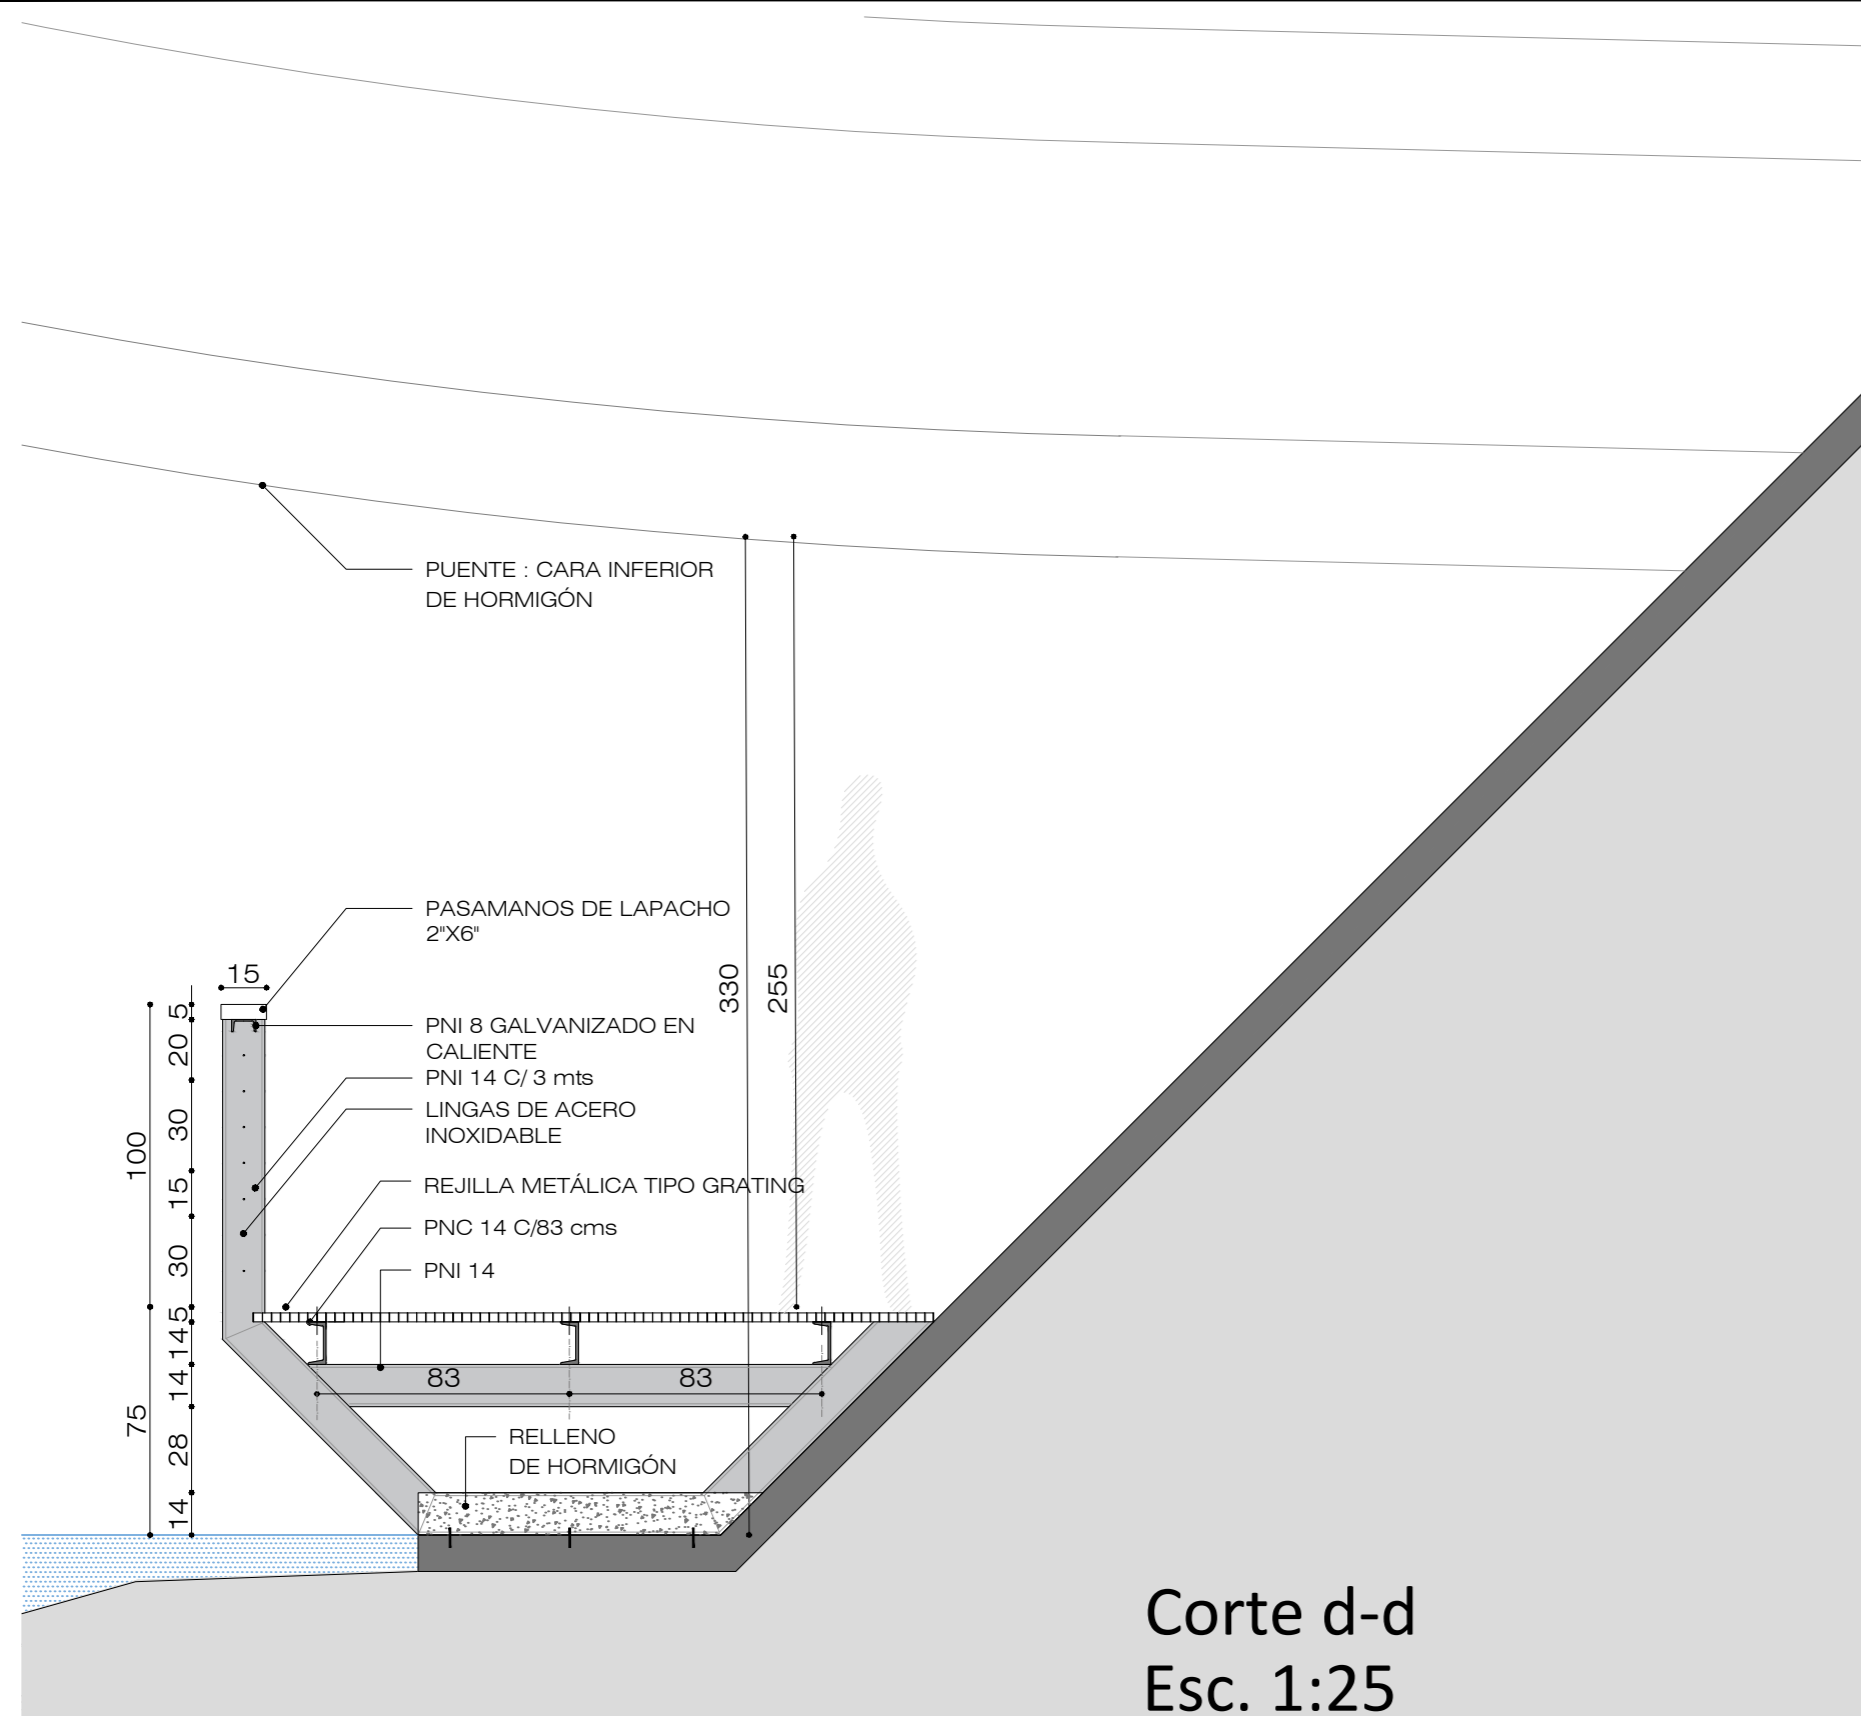 PUENTE : CARA INFERIOR
DE HORMIGÓN
PASAMANOS DE LAPACHO
2"X6"
15
330
255
PNI 8 GALVANIZADO EN
CALIENTE
PNI 14 C/ 3 mts
LINGAS DE ACERO
INOXIDABLE
REJILLA METÁLICA TIPO GRATING
PNC 14 C/83 cms
PNI 14
100
75
5
20
30
15
30
5
14
14
28
14
83
83
RELLENO
DE HORMIGÓN
Corte d-d
Esc. 1:25